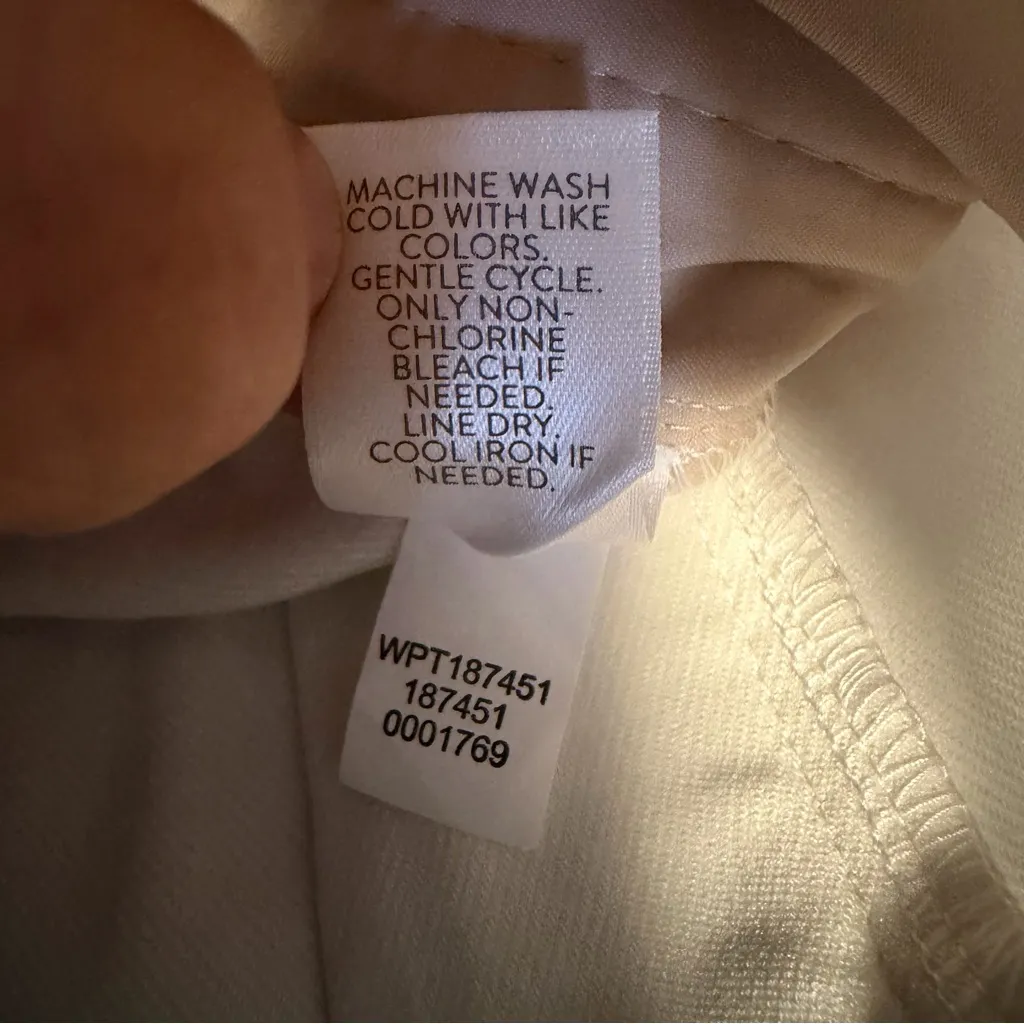 MACHINE WASH
COLD WITH LIKE
COLORS.
GENTLE CYCLE.
ONLY NON-
CHLORINE
BLEACH IF
NEEDED.
LINE DRY.
COOL IRON IF
NEEDED.
WPT187451
187451
0001769